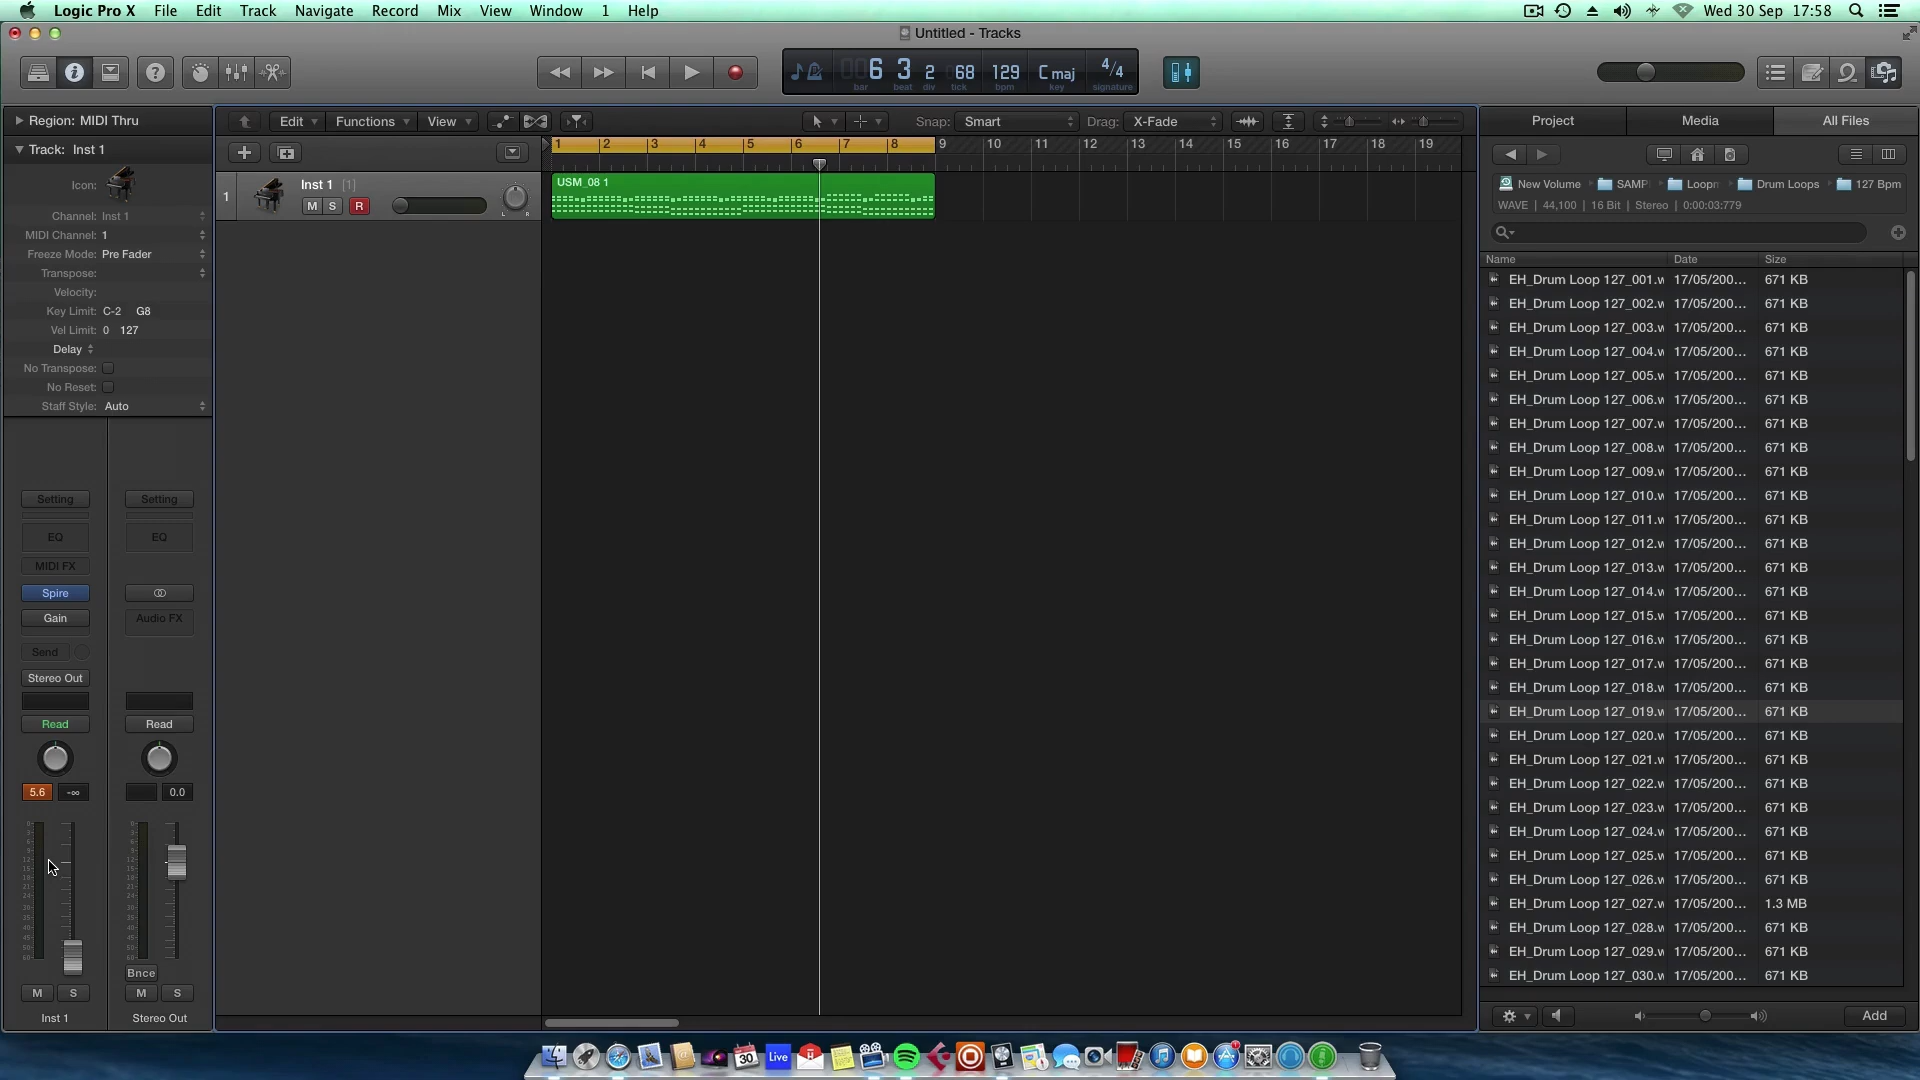 Logic Pro X File Edit Track Navigate Record Mix View Window 1 Help Wed 30 Sep 17:58
Untitled - Tracks
6 3 2 68 129 C maj 4/4
bar beat div tick bpm key signature
Region: MIDI Thru
Track: Inst 1
Icon:
Channel: Inst 1
MIDI Channel: 1
Freeze Mode: Pre Fader
Transpose:
Velocity:
Key Limit: C-2 G8
Vel Limit: 0 127
Delay
No Transpose:
No Reset:
Staff Style: Auto
Setting Setting
EQ EQ
MIDI FX
Spire
Gain Audio FX
Send
Stereo Out
Read Read
5.6 -∞ 0.0
Bnce
M S M S
Inst 1 Stereo Out
Edit Functions View Snap: Smart Drag: X-Fade
1 2 3 4 5 6 7 8 9 10 11 12 13 14 15 16 17 18 19
1 Inst 1 [1]
M S R
L R
USM_08 1
Project Media All Files
New Volume SAMP Loopn Drum Loops 127 Bpm
WAVE | 44,100 | 16 Bit | Stereo | 0:00:03:779
Name Date Size
EH_Drum Loop 127_001.w 17/05/200... 671 KB
EH_Drum Loop 127_002.w 17/05/200... 671 KB
EH_Drum Loop 127_003.w 17/05/200... 671 KB
EH_Drum Loop 127_004.w 17/05/200... 671 KB
EH_Drum Loop 127_005.w 17/05/200... 671 KB
EH_Drum Loop 127_006.w 17/05/200... 671 KB
EH_Drum Loop 127_007.w 17/05/200... 671 KB
EH_Drum Loop 127_008.w 17/05/200... 671 KB
EH_Drum Loop 127_009.w 17/05/200... 671 KB
EH_Drum Loop 127_010.w 17/05/200... 671 KB
EH_Drum Loop 127_011.w 17/05/200... 671 KB
EH_Drum Loop 127_012.w 17/05/200... 671 KB
EH_Drum Loop 127_013.w 17/05/200... 671 KB
EH_Drum Loop 127_014.w 17/05/200... 671 KB
EH_Drum Loop 127_015.w 17/05/200... 671 KB
EH_Drum Loop 127_016.w 17/05/200... 671 KB
EH_Drum Loop 127_017.w 17/05/200... 671 KB
EH_Drum Loop 127_018.w 17/05/200... 671 KB
EH_Drum Loop 127_019.w 17/05/200... 671 KB
EH_Drum Loop 127_020.w 17/05/200... 671 KB
EH_Drum Loop 127_021.w 17/05/200... 671 KB
EH_Drum Loop 127_022.w 17/05/200... 671 KB
EH_Drum Loop 127_023.w 17/05/200... 671 KB
EH_Drum Loop 127_024.w 17/05/200... 671 KB
EH_Drum Loop 127_025.w 17/05/200... 671 KB
EH_Drum Loop 127_026.w 17/05/200... 671 KB
EH_Drum Loop 127_027.w 17/05/200... 1.3 MB
EH_Drum Loop 127_028.w 17/05/200... 671 KB
EH_Drum Loop 127_029.w 17/05/200... 671 KB
EH_Drum Loop 127_030.w 17/05/200... 671 KB
Add
30 Live